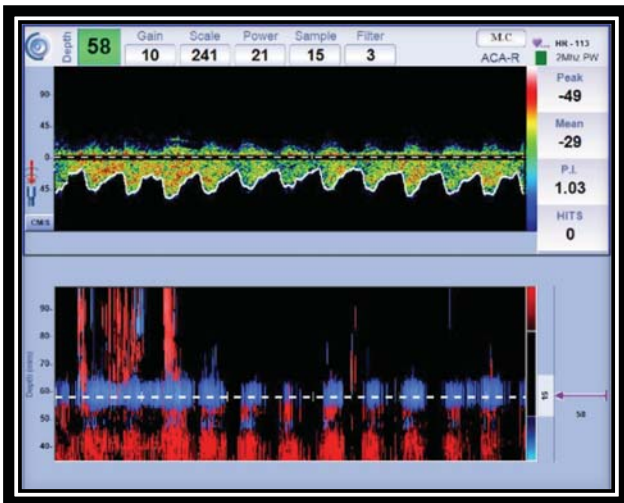 Depth 58 Gain Scale Power Sample Filter M.C. HR - 113
10 241 21 15 3 ACA-R 2Mhz PW
Peak
-49
Mean
-29
P.I.
1.03
HITS
0
90
45
0
45
CM/S
Depth (mm)
90
80
70
60
50
40
15
58